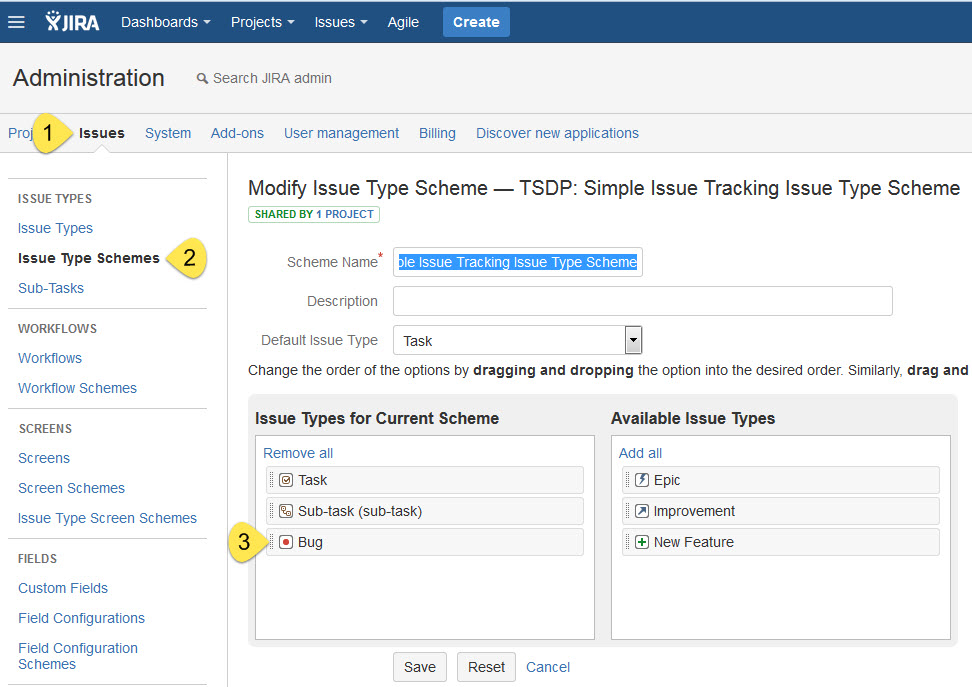 JIRA Dashboards Projects Issues Agile Create
Administration Search JIRA admin
1 Issues System Add-ons User management Billing Discover new applications
ISSUE TYPES
Issue Types
Issue Type Schemes 2
Sub-Tasks
WORKFLOWS
Workflows
Workflow Schemes
SCREENS
Screens
Screen Schemes
Issue Type Screen Schemes
FIELDS
Custom Fields
Field Configurations
Field Configuration
Schemes
Modify Issue Type Scheme — TSDP: Simple Issue Tracking Issue Type Scheme
SHARED BY 1 PROJECT
Scheme Name* ple Issue Tracking Issue Type Scheme
Description
Default Issue Type Task
Change the order of the options by dragging and dropping the option into the desired order. Similarly, drag and
Issue Types for Current Scheme
Remove all
Task
Sub-task (sub-task)
3 Bug
Available Issue Types
Add all
Epic
Improvement
New Feature
Save Reset Cancel